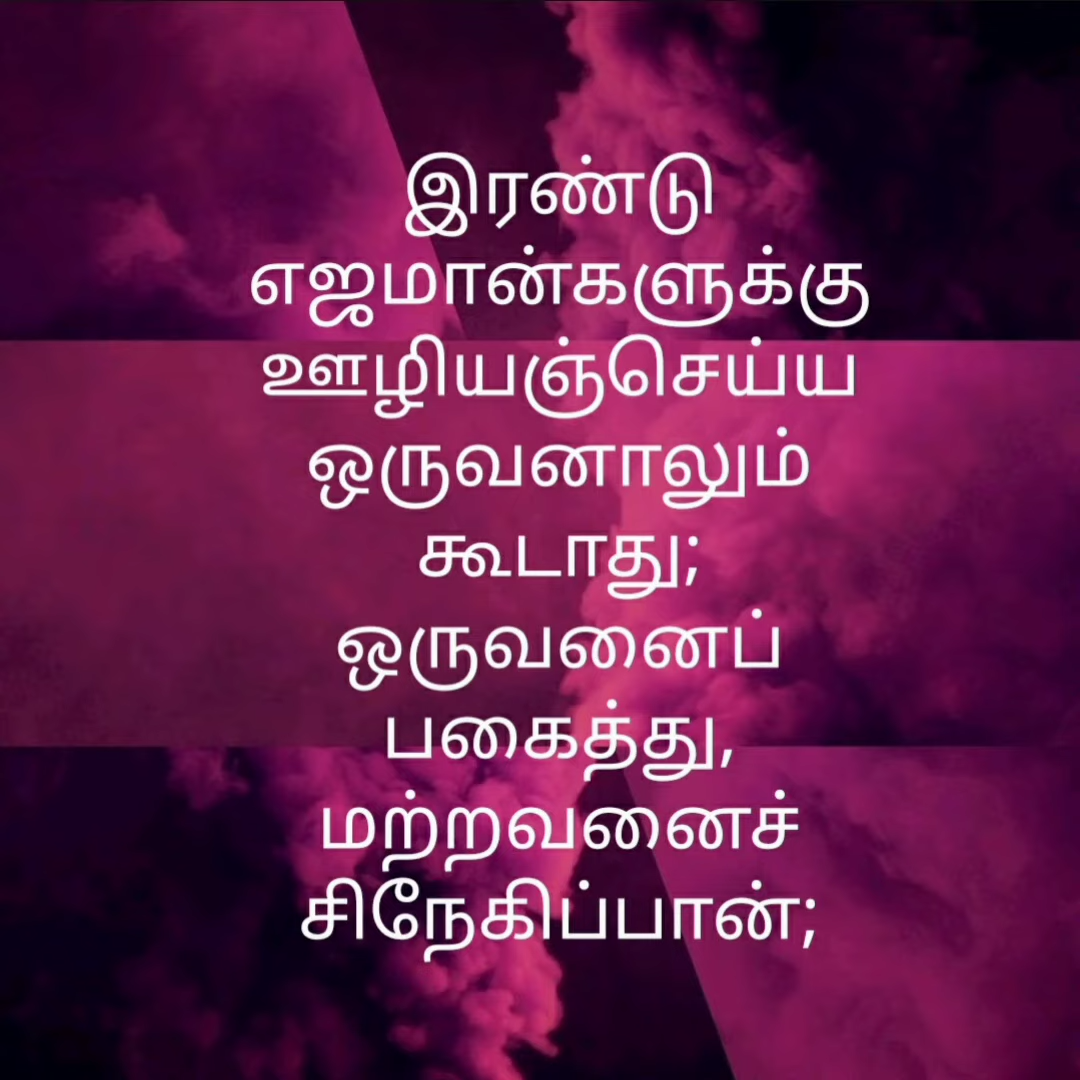 இரண்டு
எஜமான்களுக்கு
ஊழியஞ்செய்ய
ஒருவனாலும்
கூடாது;
ஒருவனைப்
பகைத்து,
மற்றவனைச்
சிநேகிப்பான்;